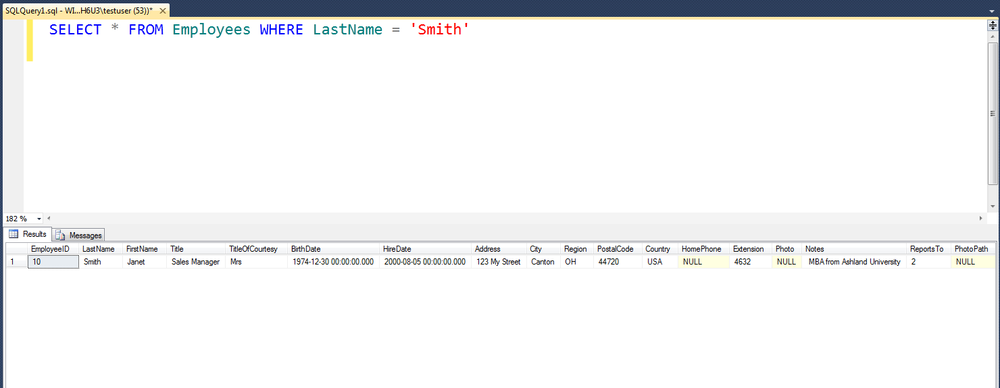 SQLQuery1.sql - WI...H6U3\testuser (53))*
SELECT * FROM Employees WHERE LastName = 'Smith'
182 %
Results Messages
EmployeeID LastName FirstName Title TitleOfCourtesy BirthDate HireDate Address City Region PostalCode Country HomePhone Extension Photo Notes ReportsTo PhotoPath
1 10 Smith Janet Sales Manager Mrs 1974-12-30 00:00:00.000 2000-08-05 00:00:00.000 123 My Street Canton OH 44720 USA NULL 4632 NULL MBA from Ashland University 2 NULL